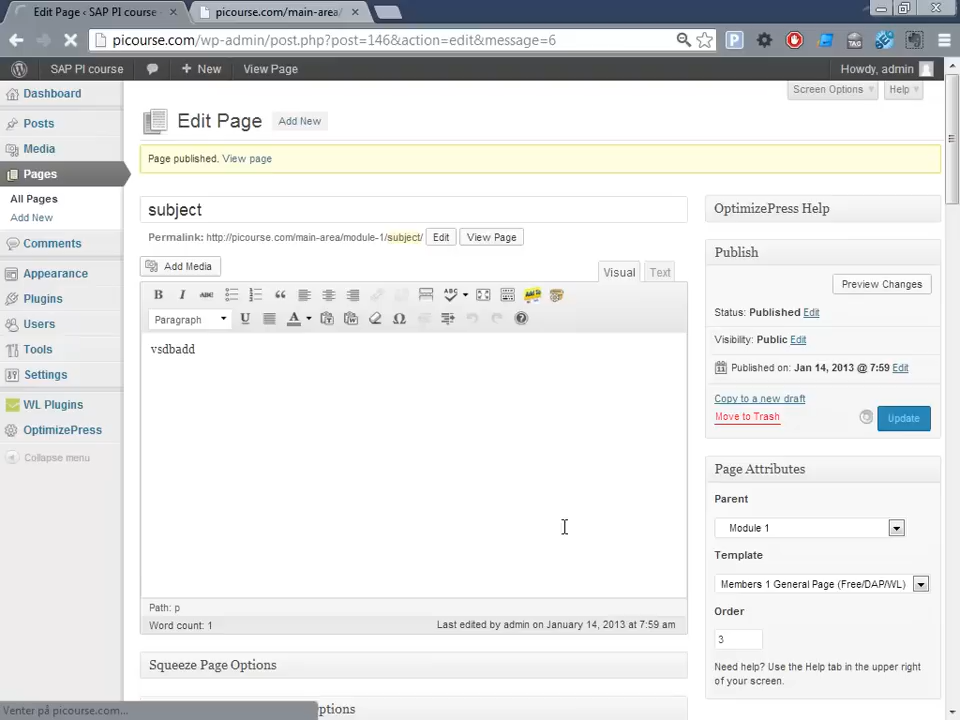 Edit Page ‹ SAP PI course
picourse.com/main-area/
picourse.com/wp-admin/post.php?post=146&action=edit&message=6
SAP PI course
New
View Page
Howdy, admin
Dashboard
Posts
Media
Pages
All Pages
Add New
Comments
Appearance
Plugins
Users
Tools
Settings
WL Plugins
OptimizePress
Collapse menu
Screen Options
Help
Edit Page
Add New
Page published. View page
subject
Permalink: http://picourse.com/main-area/module-1/subject/
Edit
View Page
Add Media
Visual
Text
B I ABC
ABC
Paragraph
U
A
vsdbadd
Path: p
Word count: 1
Last edited by admin on January 14, 2013 at 7:59 am
Squeeze Page Options
ptions
OptimizePress Help
Publish
Preview Changes
Status: Published Edit
Visibility: Public Edit
Published on: Jan 14, 2013 @ 7:59 Edit
Copy to a new draft
Move to Trash
Update
Page Attributes
Parent
Module 1
Template
Members 1 General Page (Free/DAP/WL)
Order
3
Need help? Use the Help tab in the upper right
of your screen.
Venter på picourse.com...